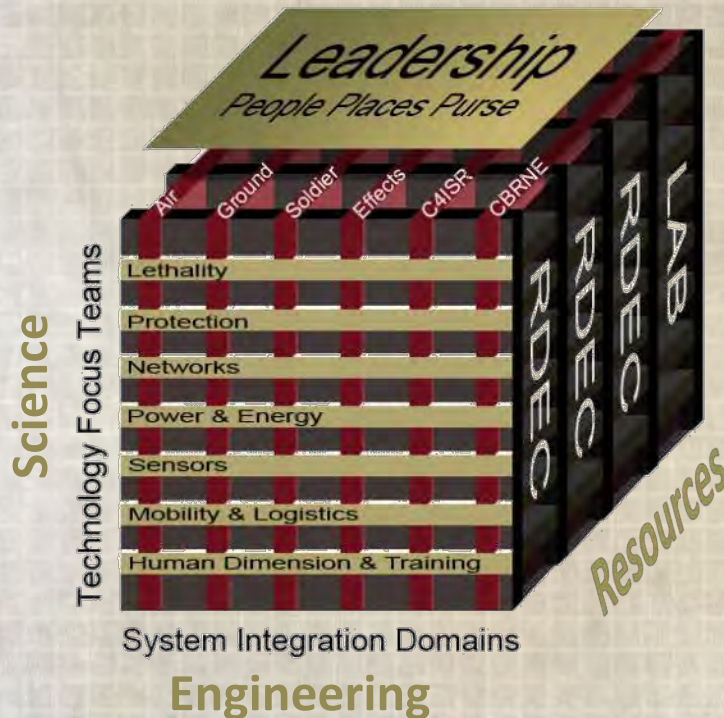 Leadership
People Places Purse
Air
Ground
Soldier
Effects
C4ISR
CBRNE
Lethality
Protection
Networks
Power & Energy
Sensors
Mobility & Logistics
Human Dimension & Training
RDEC
RDEC
RDEC
LAB
Science
Technology Focus Teams
System Integration Domains
Engineering
Resources